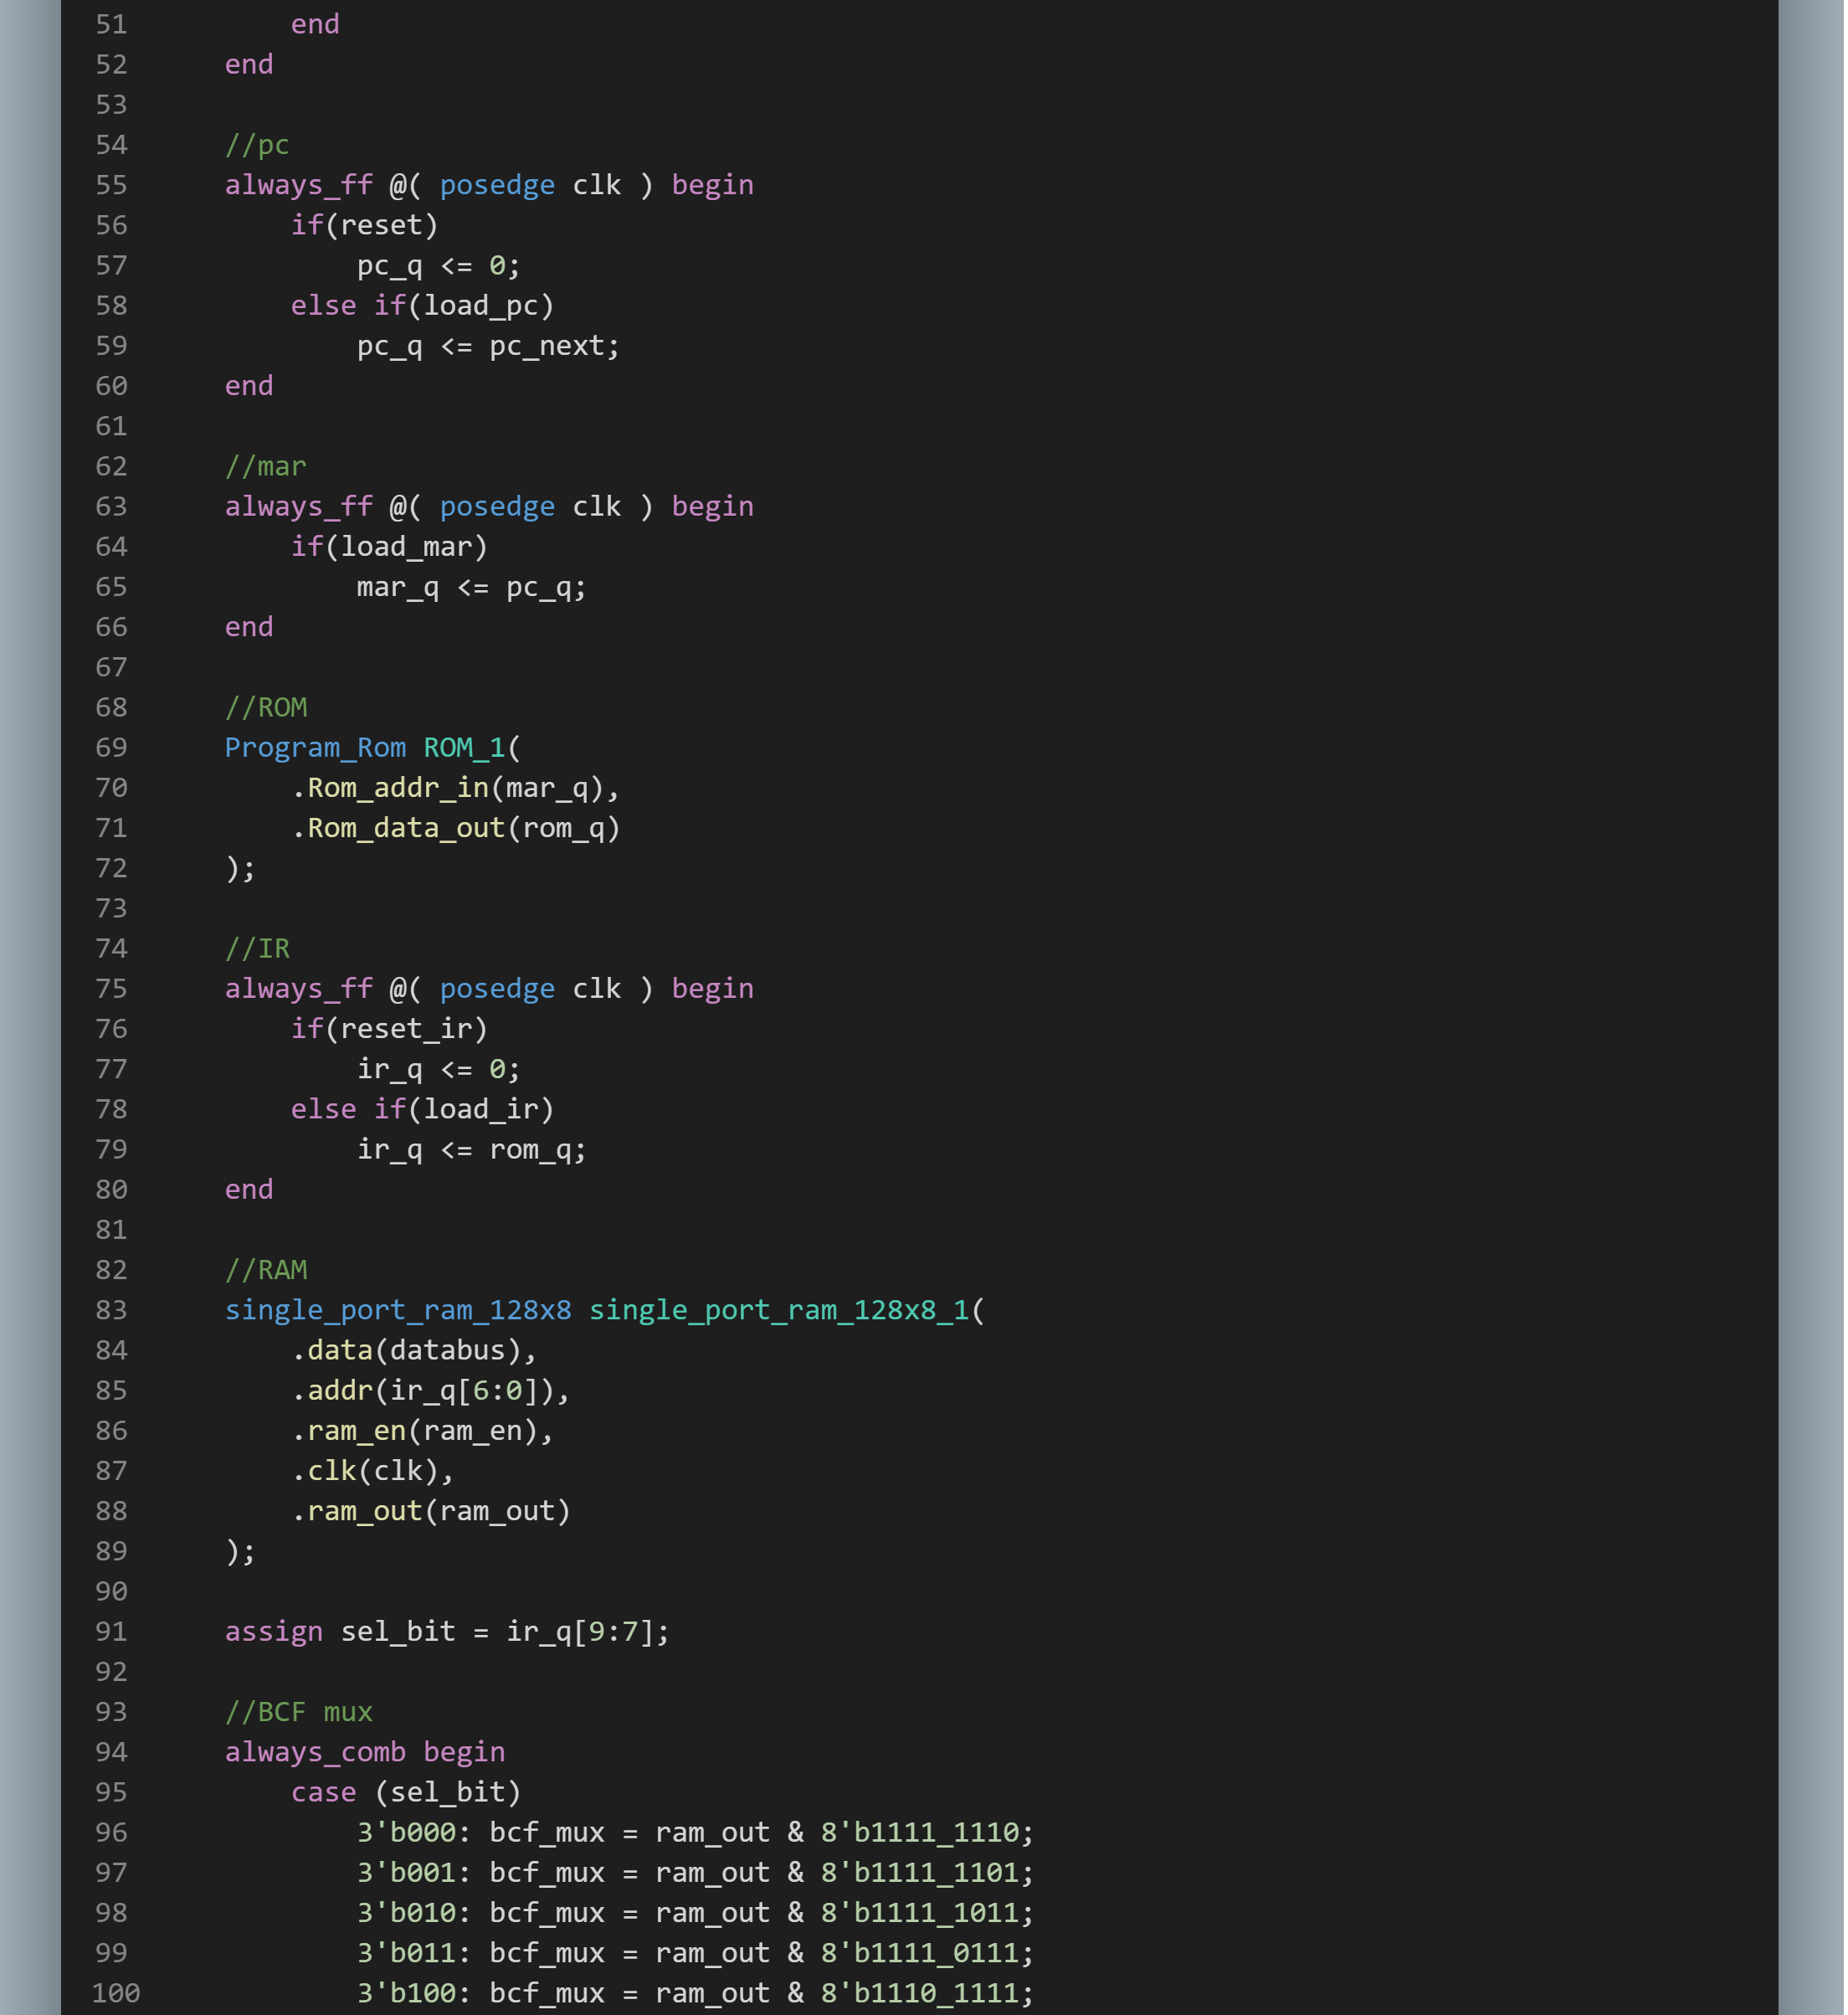 51         end
52     end
53
54     //pc
55     always_ff @( posedge clk ) begin
56         if(reset)
57             pc_q <= 0;
58         else if(load_pc)
59             pc_q <= pc_next;
60     end
61
62     //mar
63     always_ff @( posedge clk ) begin
64         if(load_mar)
65             mar_q <= pc_q;
66     end
67
68     //ROM
69     Program_Rom ROM_1(
70         .Rom_addr_in(mar_q),
71         .Rom_data_out(rom_q)
72     );
73
74     //IR
75     always_ff @( posedge clk ) begin
76         if(reset_ir)
77             ir_q <= 0;
78         else if(load_ir)
79             ir_q <= rom_q;
80     end
81
82     //RAM
83     single_port_ram_128x8 single_port_ram_128x8_1(
84         .data(databus),
85         .addr(ir_q[6:0]),
86         .ram_en(ram_en),
87         .clk(clk),
88         .ram_out(ram_out)
89     );
90
91     assign sel_bit = ir_q[9:7];
92
93     //BCF mux
94     always_comb begin
95         case (sel_bit)
96             3'b000: bcf_mux = ram_out & 8'b1111_1110;
97             3'b001: bcf_mux = ram_out & 8'b1111_1101;
98             3'b010: bcf_mux = ram_out & 8'b1111_1011;
99             3'b011: bcf_mux = ram_out & 8'b1111_0111;
100             3'b100: bcf_mux = ram_out & 8'b1110_1111;